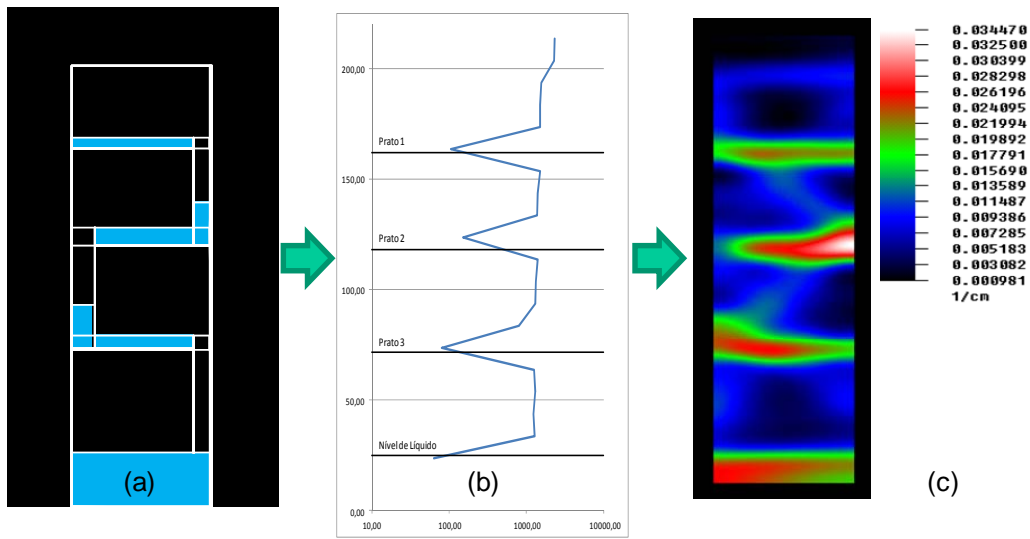 (a)
200,00
150,00
100,00
50,00
0,00
Prato 1
Prato 2
Prato 3
Nível de Líquido
10,00 100,00 1000,00 10000,00
(b)
0.034470
0.032500
0.030399
0.028298
0.026196
0.024095
0.021994
0.019892
0.017791
0.015690
0.013589
0.011487
0.009386
0.007285
0.005183
0.003082
0.000981
1/cm
(c)